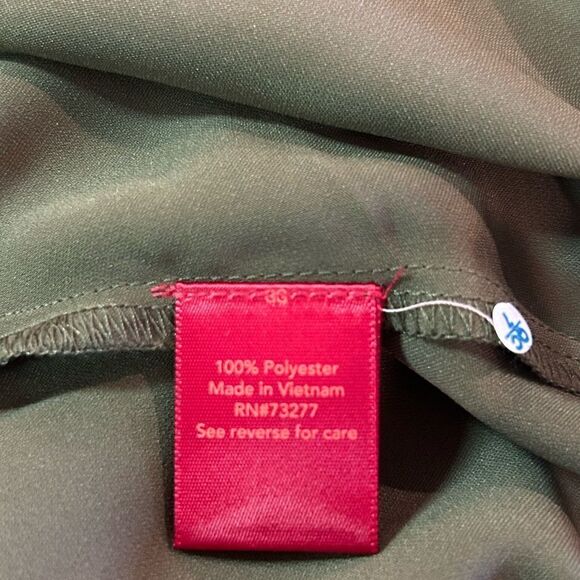 100% Polyester
Made in Vietnam
RN#73277
See reverse for care